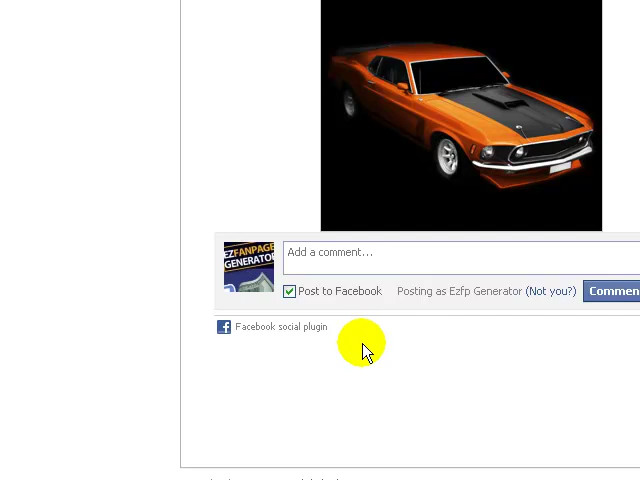 EZFANPAGE
GENERATOR
Add a comment...
Post to Facebook
Posting as Ezfp Generator (Not you?)
Commen
Facebook social plugin